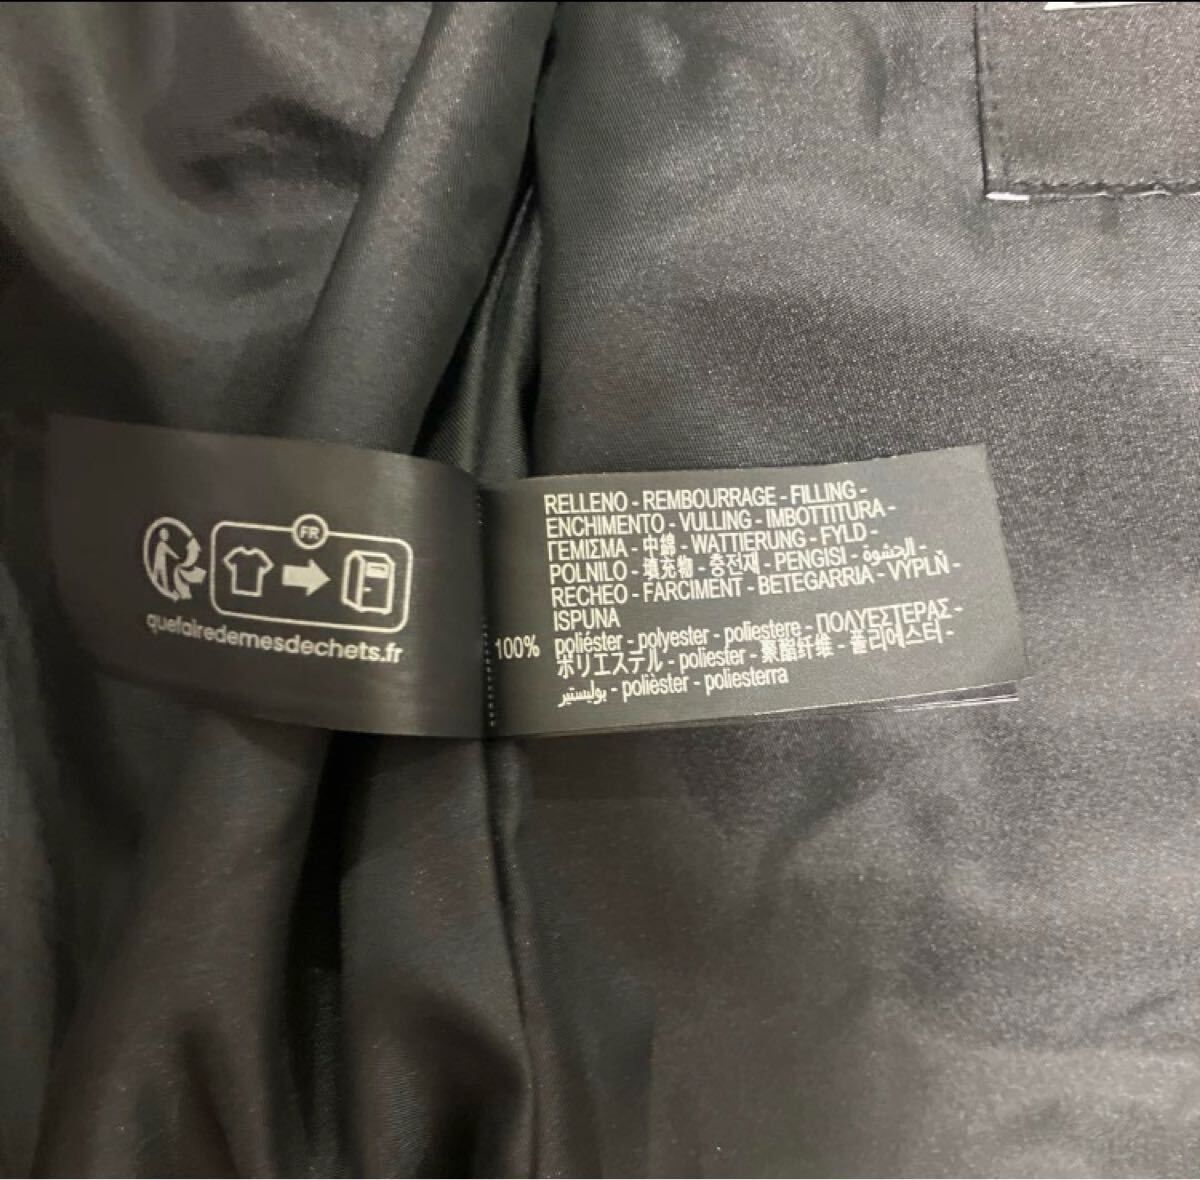 FR
quefairedemesdechets.fr
RELLENO - REMBOURRAGE - FILLING -
ENCHIMENTO - VULLING - IMBOTTITURA -
ΓΕΜΙΣΜΑ - 中綿 - WATTIERUNG - FYLD -
POLNILO - 填充物 - 충전재 - PENGISI - الحشوة -
RECHEO - FARCIMENT - BETEGARRIA - VÝPLŇ -
ISPUNA
100% poliéster - polyester - poliestere - ΠΟΛΥΕΣΤΕΡΑΣ -
ポリエステル - poliester - 聚酯纤维 - 폴리에스터 -
بوليستير - polièster - poliesterra